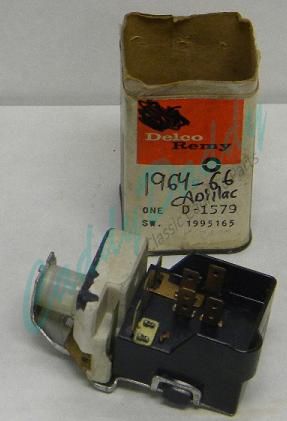 Delco
Remy
1964-66
Cadillac
ONE D-1579
SW. 1995165